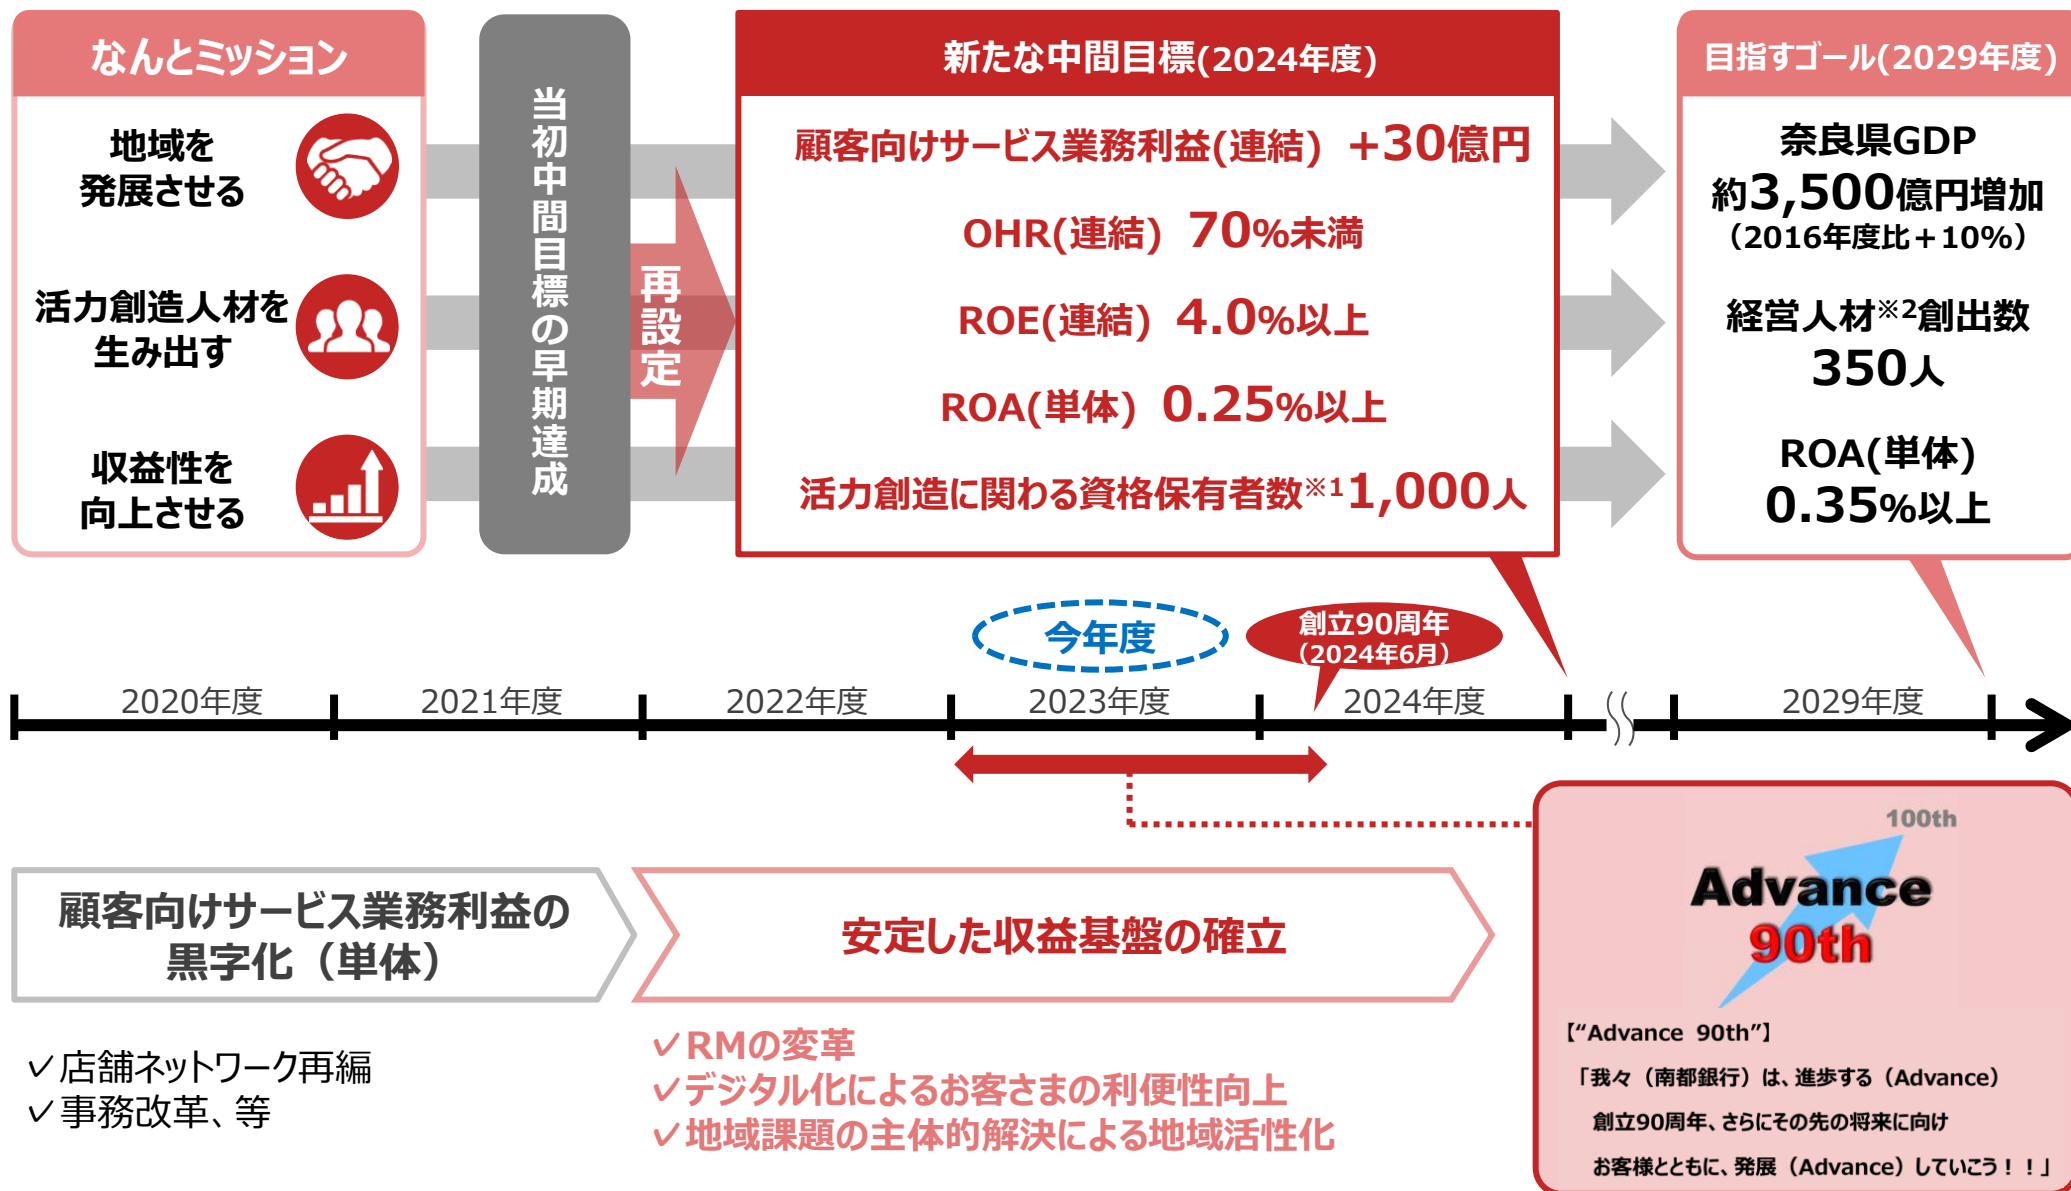 なんとミッション
地域を
発展させる
活力創造人材を
生み出す
収益性を
向上させる
当初中間目標の早期達成
再設定
新たな中間目標(2024年度)
顧客向けサービス業務利益(連結) +30億円
OHR(連結) 70%未満
ROE(連結) 4.0%以上
ROA(単体) 0.25%以上
活力創造に関わる資格保有者数※1 1,000人
目指すゴール(2029年度)
奈良県GDP
約3,500億円増加
（2016年度比＋10%）
経営人材※2創出数
350人
ROA(単体)
0.35%以上
今年度
創立90周年
（2024年6月）
2020年度
2021年度
2022年度
2023年度
2024年度
2029年度
顧客向けサービス業務利益の
黒字化（単体）
✓店舗ネットワーク再編
✓事務改革、等
安定した収益基盤の確立
✓RMの変革
✓デジタル化によるお客さまの利便性向上
✓地域課題の主体的解決による地域活性化
100th
Advance
90th
【“Advance 90th”】
「我々（南都銀行）は、進歩する（Advance）
創立90周年、さらにその先の将来に向け
お客様とともに、発展（Advance）していこう！！」